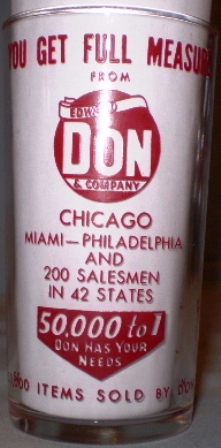 YOU GET FULL MEASURE
FROM
EDWARD
DON
& COMPANY
CHICAGO
MIAMI—PHILADELPHIA
AND
200 SALESMEN
IN 42 STATES
50,000 to 1
DON HAS YOUR
NEEDS
ITEMS SOLD BY DON